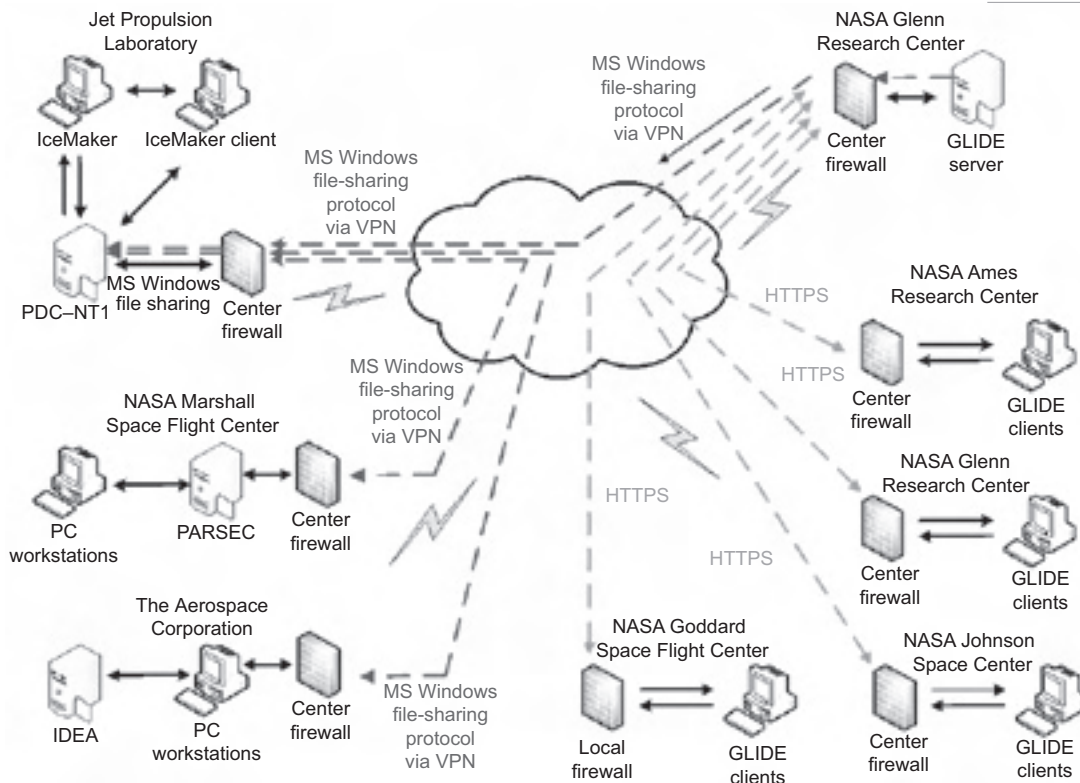 Jet Propulsion
Laboratory
IceMaker
IceMaker client
MS Windows
file-sharing
protocol
via VPN
PDC–NT1
MS Windows
file sharing
Center
firewall
NASA Glenn
Research Center
MS Windows
file-sharing
protocol
via VPN
Center
firewall
GLIDE
server
HTTPS
NASA Ames
Research Center
HTTPS
Center
firewall
GLIDE
clients
NASA Marshall
Space Flight Center
MS Windows
file-sharing
protocol
via VPN
PC
workstations
PARSEC
Center
firewall
HTTPS
NASA Glenn
Research Center
Center
firewall
GLIDE
clients
HTTPS
The Aerospace
Corporation
IDEA
PC
workstations
Center
firewall
MS Windows
file-sharing
protocol
via VPN
NASA Goddard
Space Flight Center
Local
firewall
GLIDE
clients
NASA Johnson
Space Center
Center
firewall
GLIDE
clients